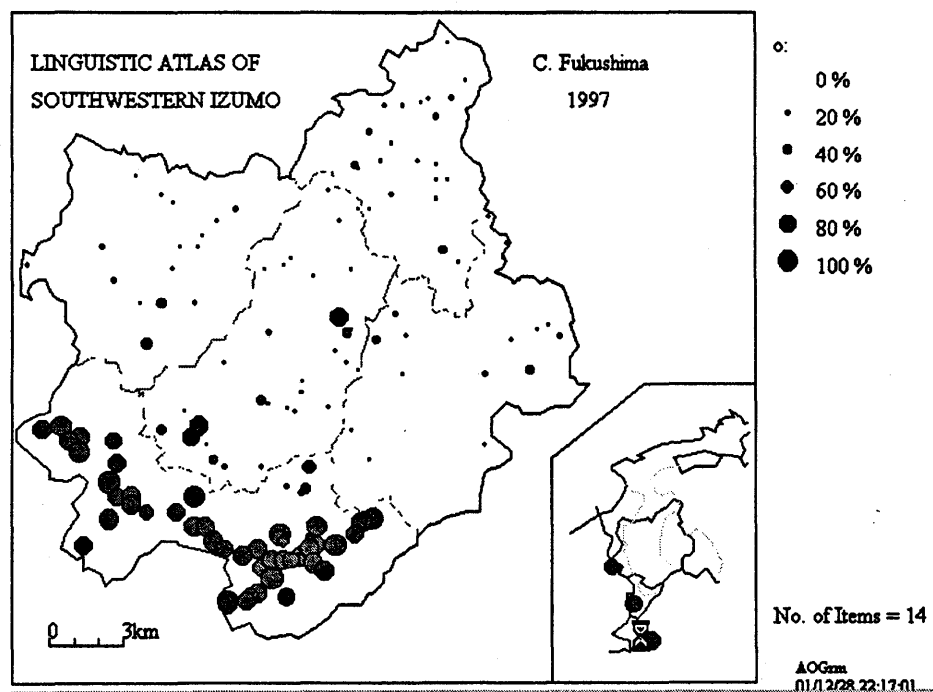 LINGUISTIC ATLAS OF
SOUTHWESTERN IZUMO
C. Fukushima
1997
o:
0 %
20 %
40 %
60 %
80 %
100 %
0 3km
No. of Items = 14
AOGrm
01/12/28 22:17:01